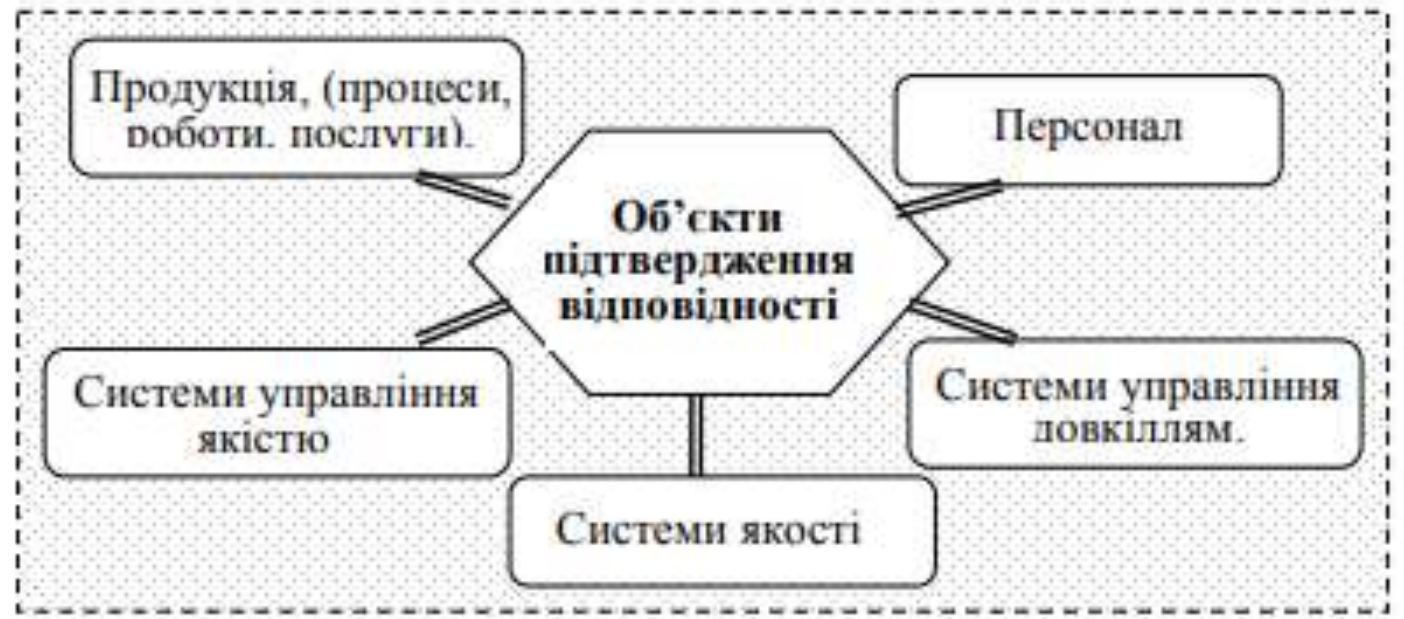 Продукція, (процеси,
роботи, послуги).
Персонал
Об’єкти
підтвердження
відповідності
Системи управління
якістю
Системи управління
довкіллям.
Системи якості